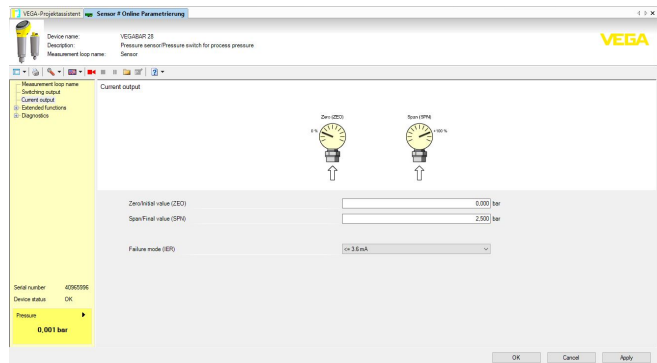 VEGA-Projektassistent
Sensor # Online Parametrierung
Device name: VEGABAR 28
Description: Pressure sensor/Pressure switch for process pressure
Measurement loop name: Sensor
VEGA
Measurement loop name
Switching output
Current output
Extended functions
Diagnostics
Current output
Zero (ZEO)
0 %
Span (SPN)
+100 %
Zero/Initial value (ZEO) 0,000 bar
Span/Final value (SPN) 2,500 bar
Failure mode (IER) <= 3.6 mA
Serial number 40965996
Device status OK
Pressure
0,001 bar
OK Cancel Apply